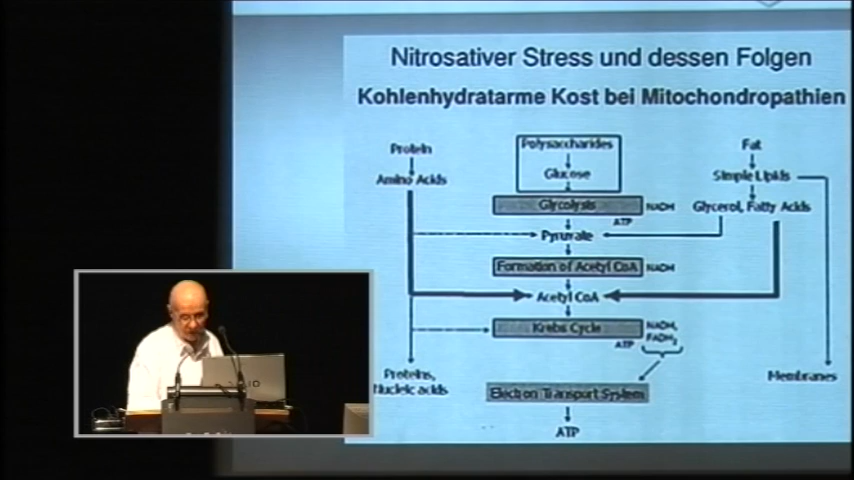 Nitrosativer Stress und dessen Folgen
Kohlenhydratarme Kost bei Mitochondropathien
Protein
Polysaccharides
Fat
Amino Acids
Glucose
Simple Lipids
Glycolysis
NADH
Glycerol, Fatty Acids
ATP
Pyruvate
Formation of Acetyl CoA
NADH
Acetyl CoA
Krebs Cycle
NADH,
FADH2
ATP
Proteins,
Nucleic acids
Membranes
Electron Transport System
ATP